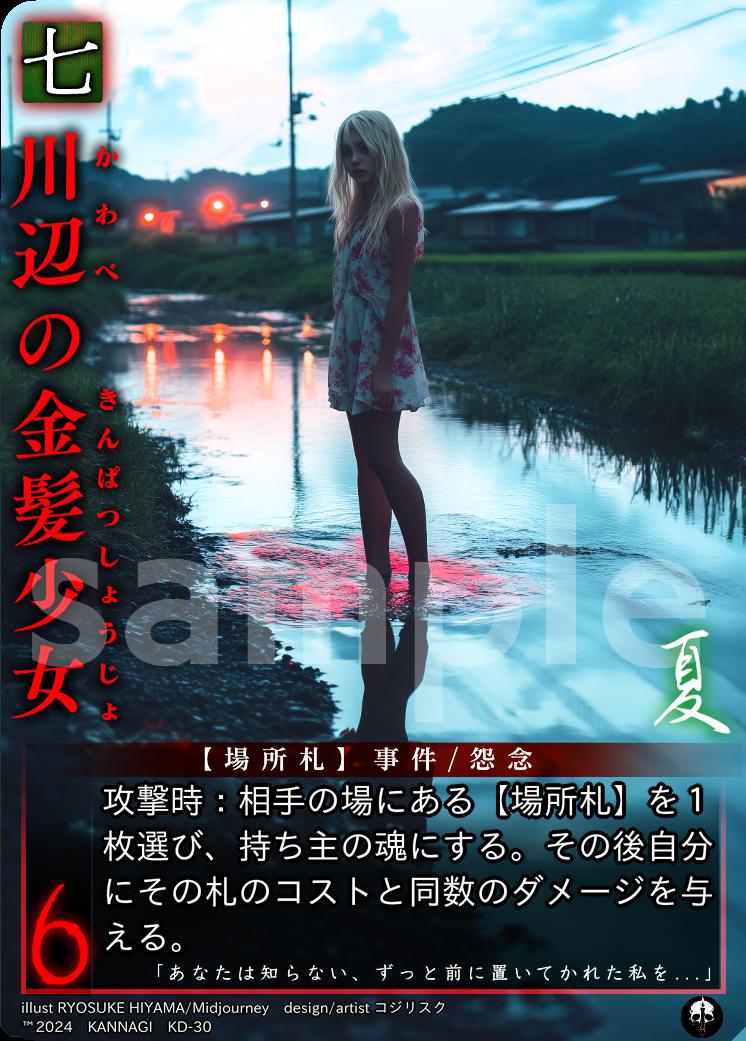 七
川辺の金髪少女
かわべ
きんぱつしょうじょ
sample
夏
【場所札】事件/怨念
攻撃時：相手の場にある【場所札】を１
枚選び、持ち主の魂にする。その後自分
にその札のコストと同数のダメージを与
える。
6
「あなたは知らない、ずっと前に置いてかれた私を...」
illust RYOSUKE HIYAMA/Midjourney design/artist コジリスク
™2024 KANNAGI KD-30